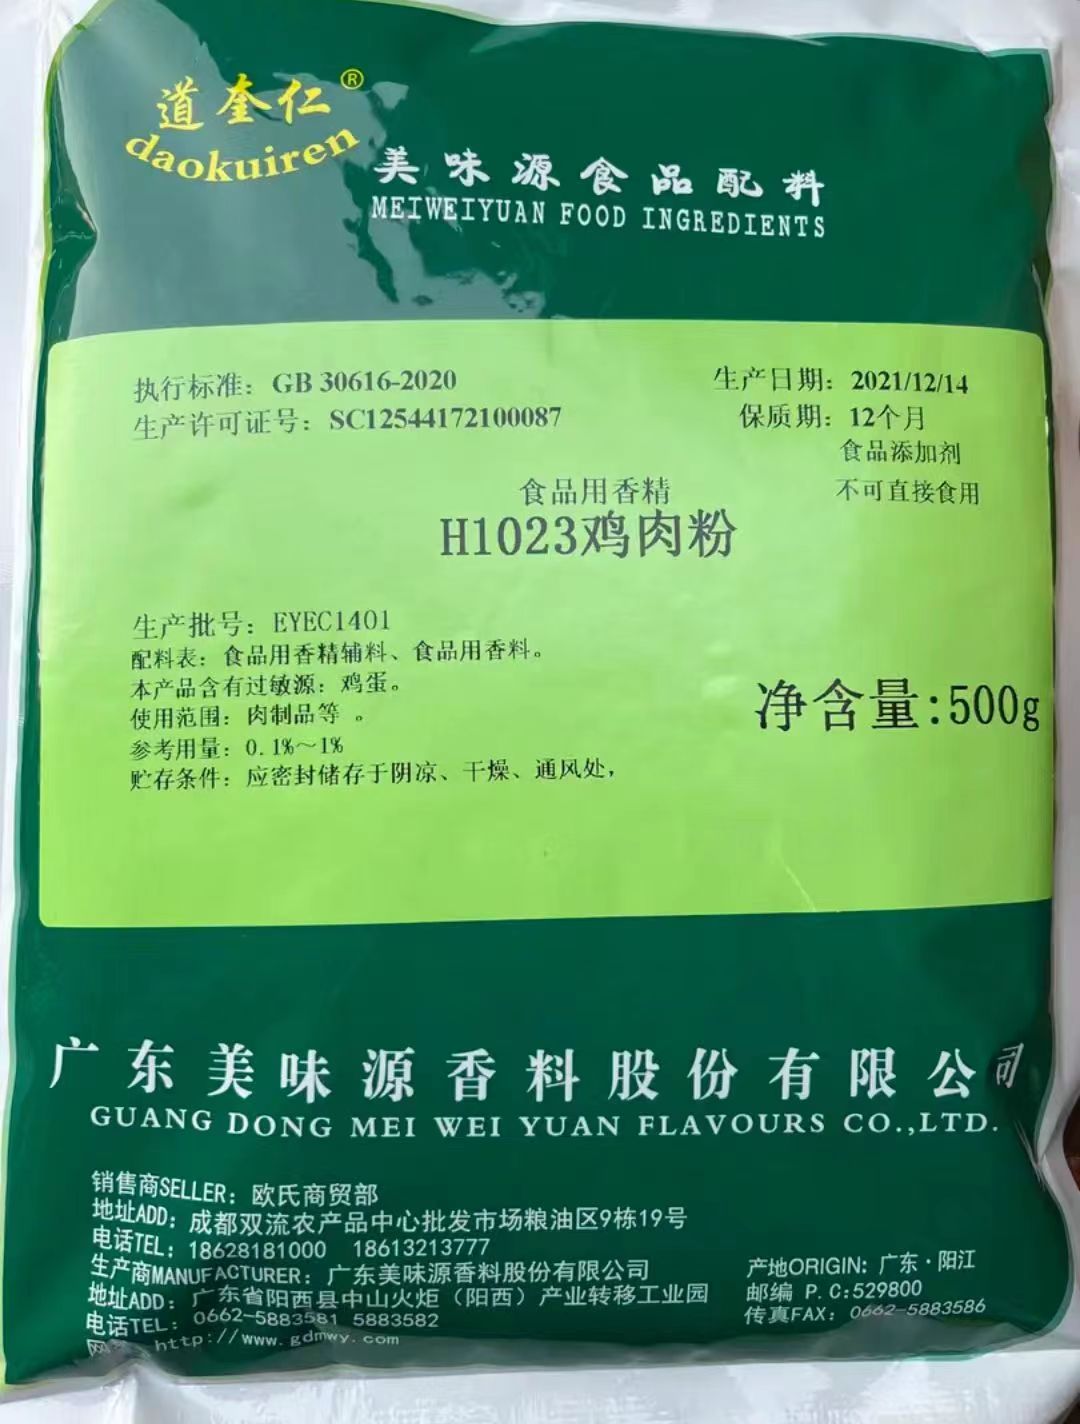 道奎仁®
daokuiren
美味源食品配料
MEIWEIYUAN FOOD INGREDIENTS
执行标准：GB 30616-2020
生产日期：2021/12/14
生产许可证号：SC12544172100087
保质期：12个月
食品添加剂
不可直接食用
食品用香精
H1023鸡肉粉
生产批号：EYEC1401
配料表：食品用香精辅料、食品用香料。
本产品含有过敏源：鸡蛋。
使用范围：肉制品等 。
参考用量：0.1%～1%
贮存条件：应密封储存于阴凉、干燥、通风处，
净含量:500g
广东美味源香料股份有限公司
GUANG DONG MEI WEI YUAN FLAVOURS CO.,LTD.
销售商SELLER：欧氏商贸部
地址ADD：成都双流农产品中心批发市场粮油区9栋19号
电话TEL：18628181000 18613213777
生产商MANUFACTURER：广东美味源香料股份有限公司
地址ADD：广东省阳西县中山火炬（阳西）产业转移工业园
电话TEL：0662-5883581 5883582
http://www.gdmwy.com
产地ORIGIN：广东·阳江
邮编 P.C:529800
传真FAX：0662-5883586